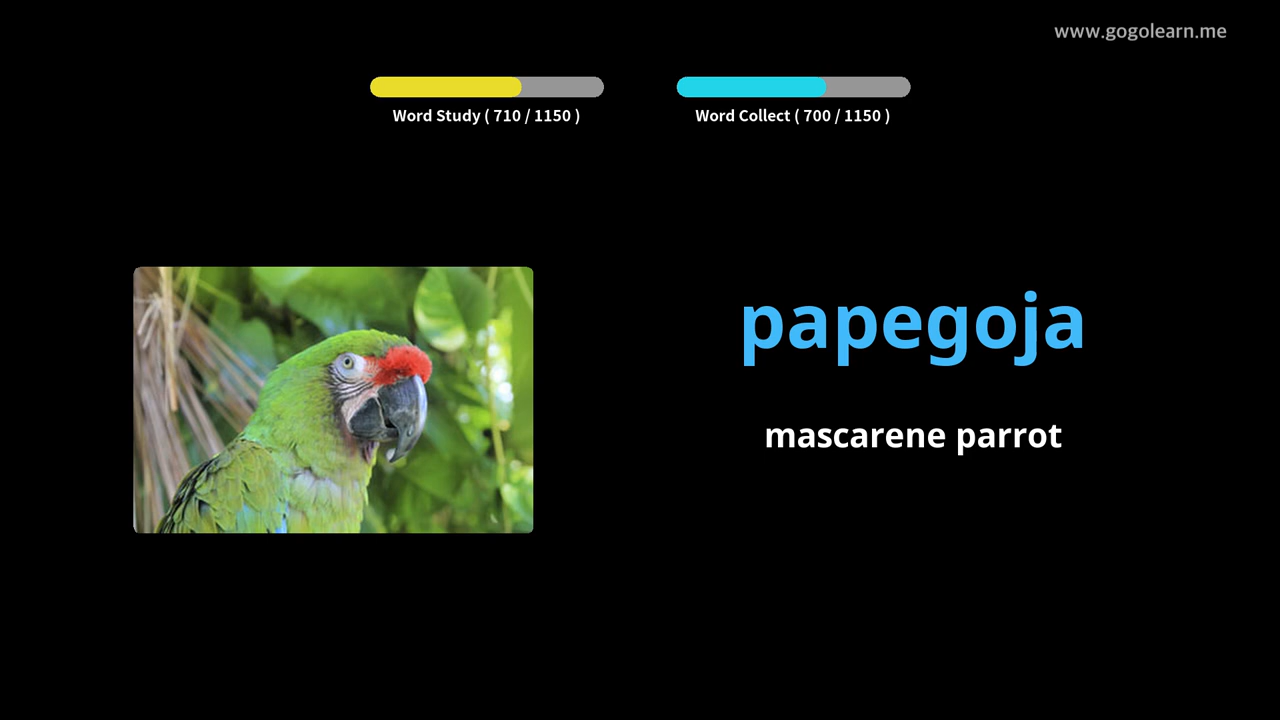 www.gogolearn.me
Word Study ( 710 / 1150 )
Word Collect ( 700 / 1150 )
papegoja
mascarene parrot